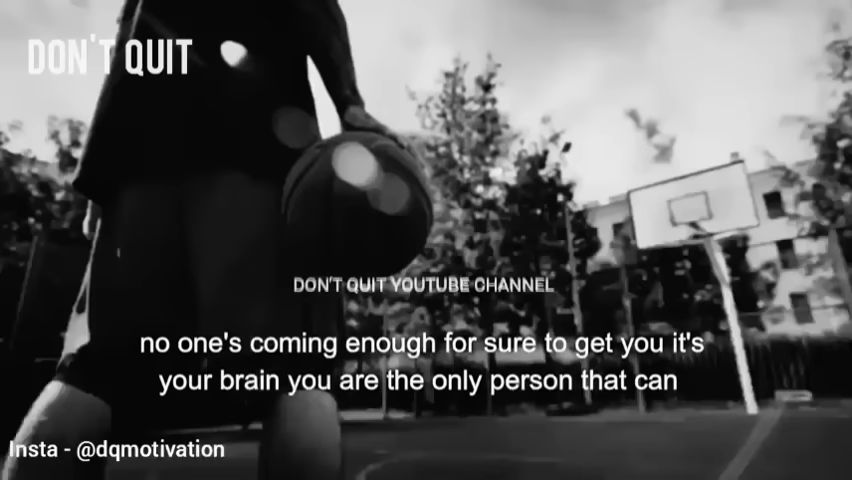 DON'T QUIT
DON'T QUIT YOUTUBE CHANNEL
no one's coming enough for sure to get you it's
your brain you are the only person that can
Insta - @dqmotivation